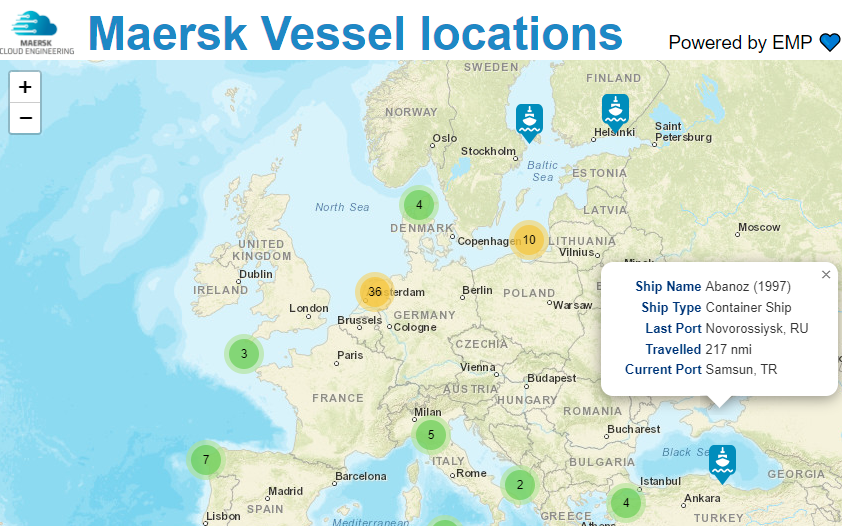 MAERSK
CLOUD ENGINEERING
Maersk Vessel locations
Powered by EMP
+
−
SWEDEN
FINLAND
NORWAY
Oslo
Helsinki
Saint
Petersburg
Stockholm
Baltic
Sea
ESTONIA
North Sea
4
LATVIA
DENMARK
Moscow
Copenhagen
10
LITHUANIA
UNITED
KINGDOM
Vilnius
Dublin
IRELAND
36
Berlin
POLAND
Warsaw
London
Brussels
GERMANY
Cologne
3
Paris
CZECHIA
Vienna
Budapest
AUSTRIA
FRANCE
HUNGARY
ROMANIA
Milan
5
Bucharest
×
Ship Name Abanoz (1997)
Ship Type Container Ship
Last Port Novorossiysk, RU
Travelled 217 nmi
Current Port Samsun, TR
7
ITALY
Rome
BULGARIA
Black
GEORGIA
Barcelona
Madrid
2
Istanbul
Ankara
SPAIN
4
Lisbon
GREECE
TURKEY
Mediterranean
Athens